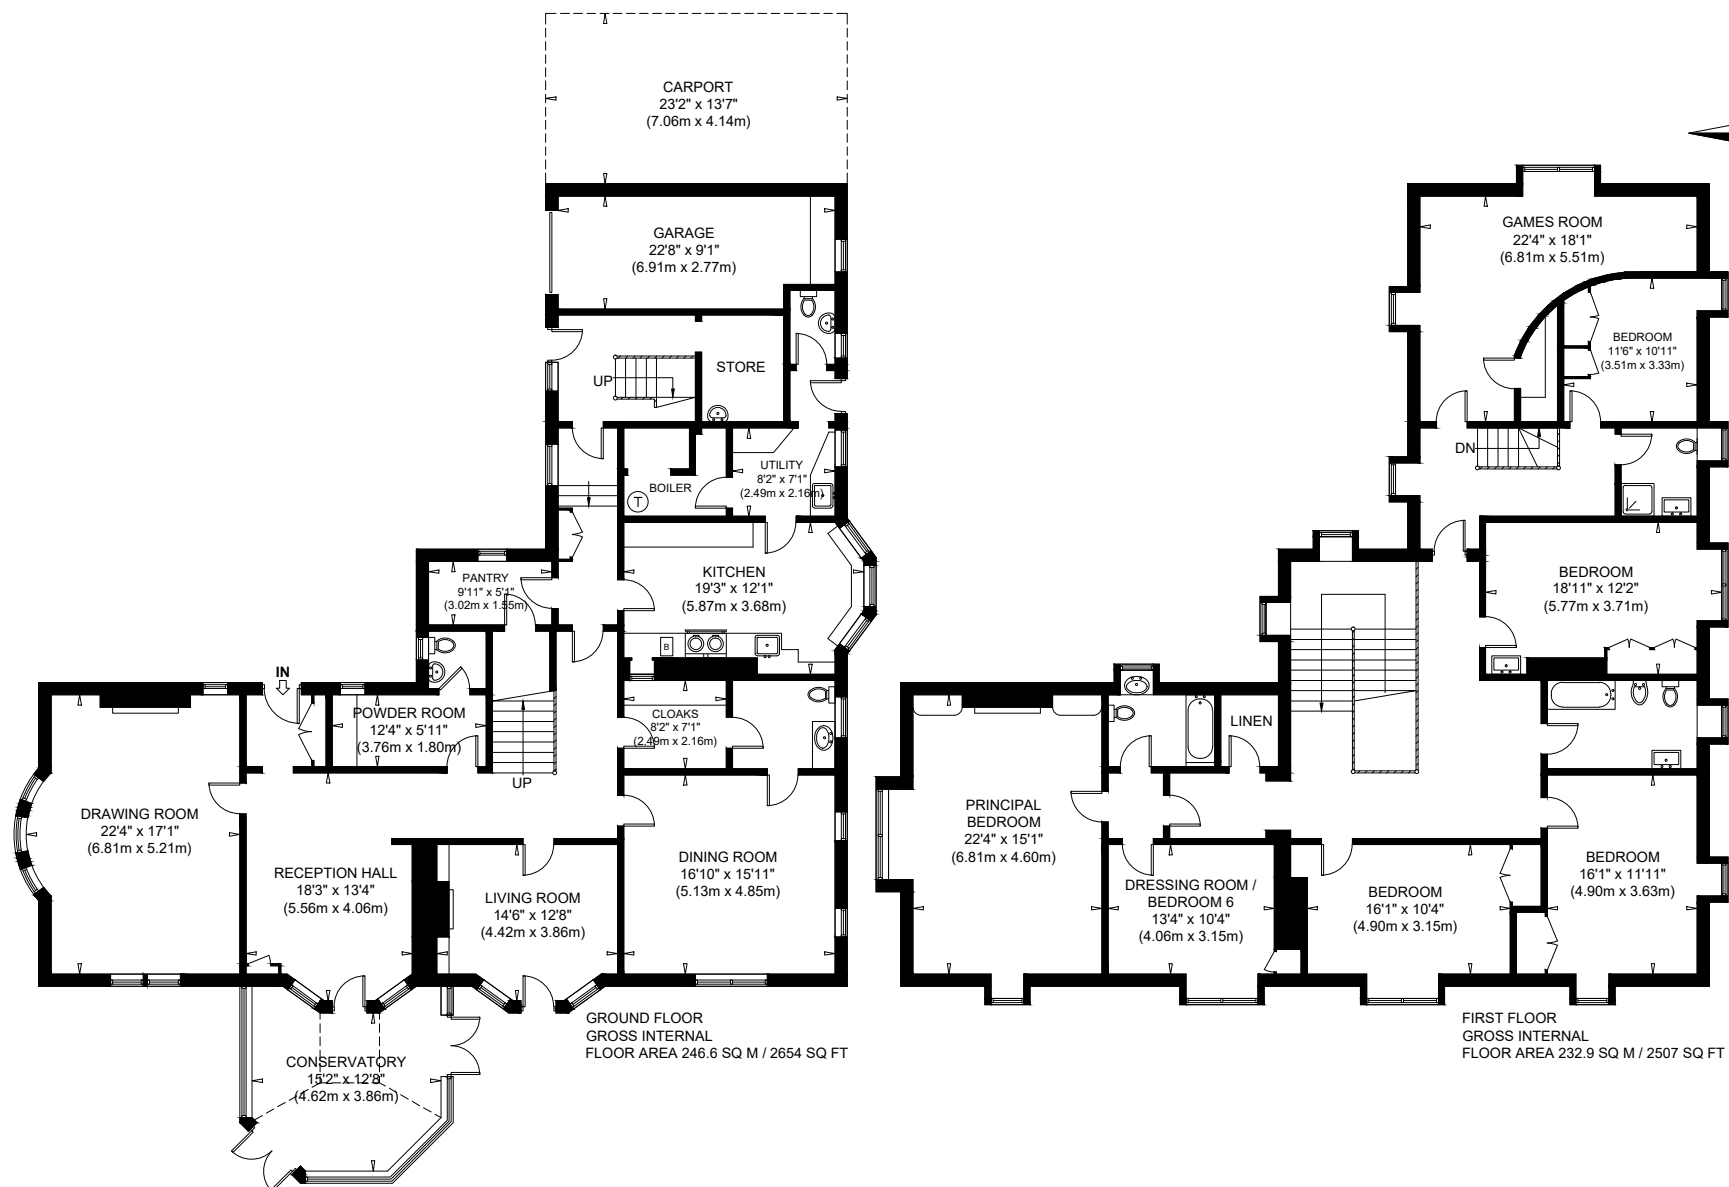 CARPORT
23'2" x 13'7"
(7.06m x 4.14m)
GARAGE
22'8" x 9'1"
(6.91m x 2.77m)
UP
STORE
UTILITY
8'2" x 7'1"
(2.49m x 2.16m)
BOILER
T
PANTRY
9'11" x 5'1"
(3.02m x 1.55m)
KITCHEN
19'3" x 12'1"
(5.87m x 3.68m)
B
IN
POWDER ROOM
12'4" x 5'11"
(3.76m x 1.80m)
CLOAKS
8'2" x 7'1"
(2.49m x 2.16m)
UP
DRAWING ROOM
22'4" x 17'1"
(6.81m x 5.21m)
RECEPTION HALL
18'3" x 13'4"
(5.56m x 4.06m)
LIVING ROOM
14'6" x 12'8"
(4.42m x 3.86m)
DINING ROOM
16'10" x 15'11"
(5.13m x 4.85m)
CONSERVATORY
15'2" x 12'8"
(4.62m x 3.86m)
GROUND FLOOR
GROSS INTERNAL
FLOOR AREA 246.6 SQ M / 2654 SQ FT
GAMES ROOM
22'4" x 18'1"
(6.81m x 5.51m)
BEDROOM
11'6" x 10'11"
(3.51m x 3.33m)
DN
BEDROOM
18'11" x 12'2"
(5.77m x 3.71m)
LINEN
PRINCIPAL
BEDROOM
22'4" x 15'1"
(6.81m x 4.60m)
DRESSING ROOM /
BEDROOM 6
13'4" x 10'4"
(4.06m x 3.15m)
BEDROOM
16'1" x 10'4"
(4.90m x 3.15m)
BEDROOM
16'1" x 11'11"
(4.90m x 3.63m)
FIRST FLOOR
GROSS INTERNAL
FLOOR AREA 232.9 SQ M / 2507 SQ FT